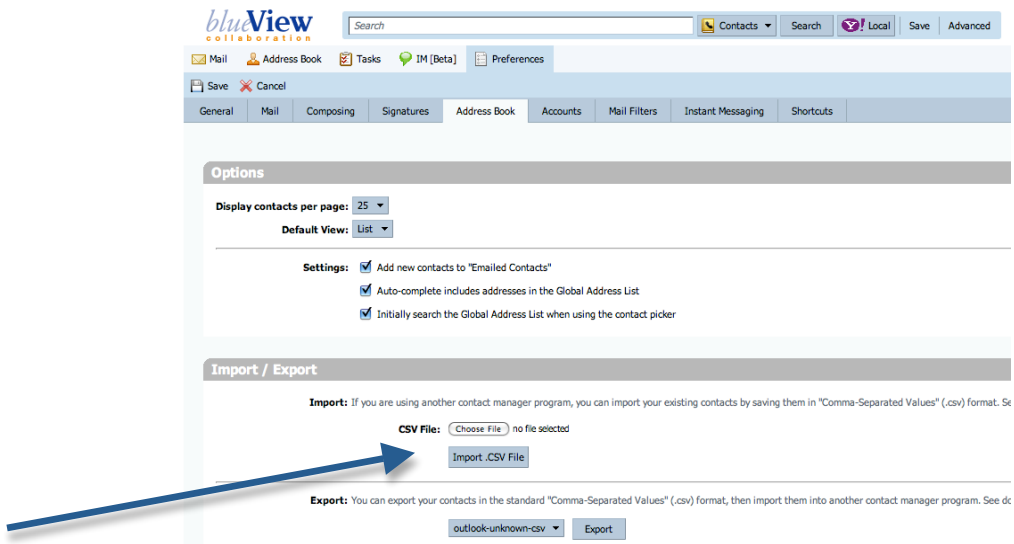 blueView
collaboration
Search Contacts Search Y! Local Save Advanced
Mail Address Book Tasks IM [Beta] Preferences
Save Cancel
General Mail Composing Signatures Address Book Accounts Mail Filters Instant Messaging Shortcuts
Options
Display contacts per page: 25
Default View: List
Settings: Add new contacts to "Emailed Contacts"
Auto-complete includes addresses in the Global Address List
Initially search the Global Address List when using the contact picker
Import / Export
Import: If you are using another contact manager program, you can import your existing contacts by saving them in "Comma-Separated Values" (.csv) format. Se
CSV File: Choose File no file selected
Import .CSV File
Export: You can export your contacts in the standard "Comma-Separated Values" (.csv) format, then import them into another contact manager program. See do
outlook-unknown-csv Export